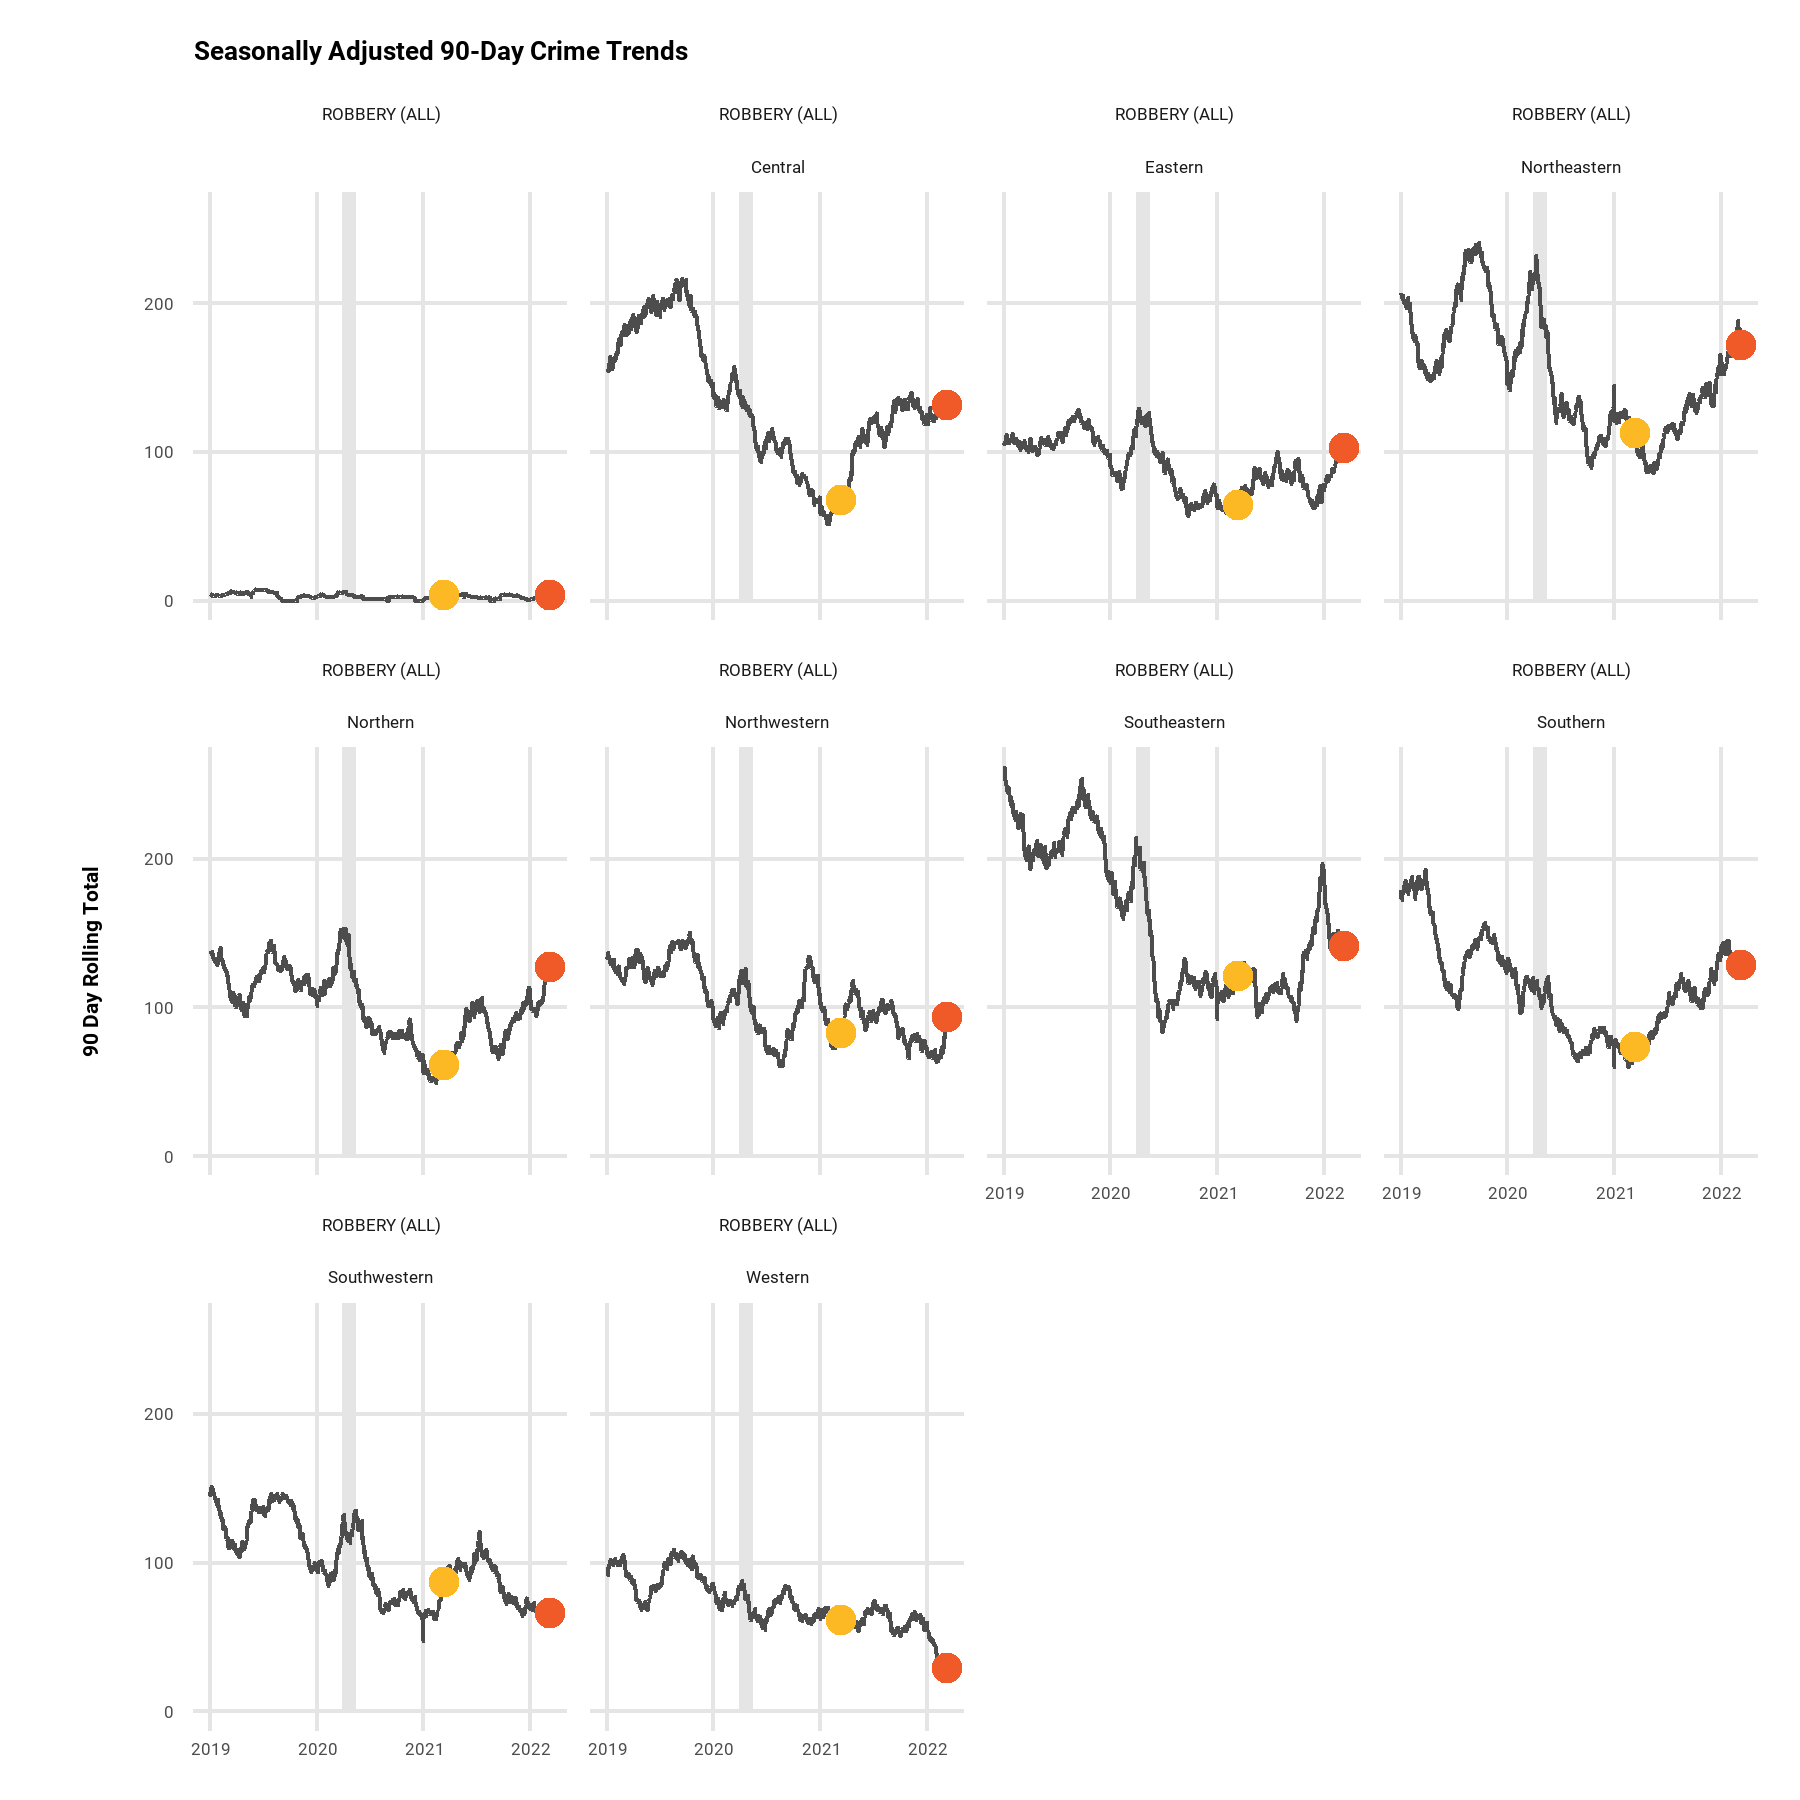 Seasonally Adjusted 90-Day Crime Trends
ROBBERY (ALL) ROBBERY (ALL) ROBBERY (ALL) ROBBERY (ALL)
Central Eastern Northeastern
200
100
0
ROBBERY (ALL) ROBBERY (ALL) ROBBERY (ALL) ROBBERY (ALL)
Northern Northwestern Southeastern Southern
90 Day Rolling Total
200
100
0
2019 2020 2021 2022 2019 2020 2021 2022
ROBBERY (ALL) ROBBERY (ALL)
Southwestern Western
200
100
0
2019 2020 2021 2022 2019 2020 2021 2022